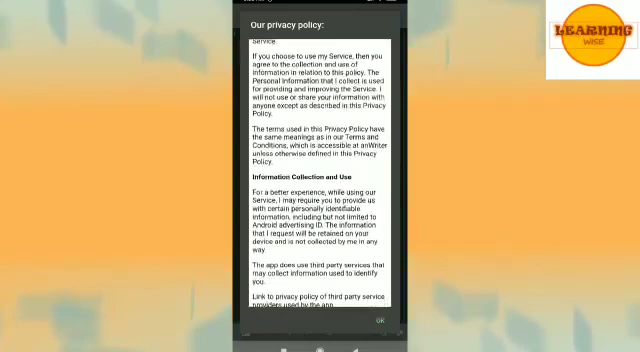 Our privacy policy:
Service.
If you choose to use my Service, then you
agree to the collection and use of
information in relation to this policy. The
Personal Information that I collect is used
for providing and improving the Service. I
will not use or share your information with
anyone except as described in this Privacy
Policy.
The terms used in this Privacy Policy have
the same meanings as in our Terms and
Conditions, which is accessible at anWriter
unless otherwise defined in this Privacy
Policy.
Information Collection and Use
For a better experience, while using our
Service, I may require you to provide us
with certain personally identifiable
information, including but not limited to
Android advertising ID. The information
that I request will be retained on your
device and is not collected by me in any
way.
The app does use third party services that
may collect information used to identify
you.
Link to privacy policy of third party service
providers used by the app
OK
LEARNING
WISE